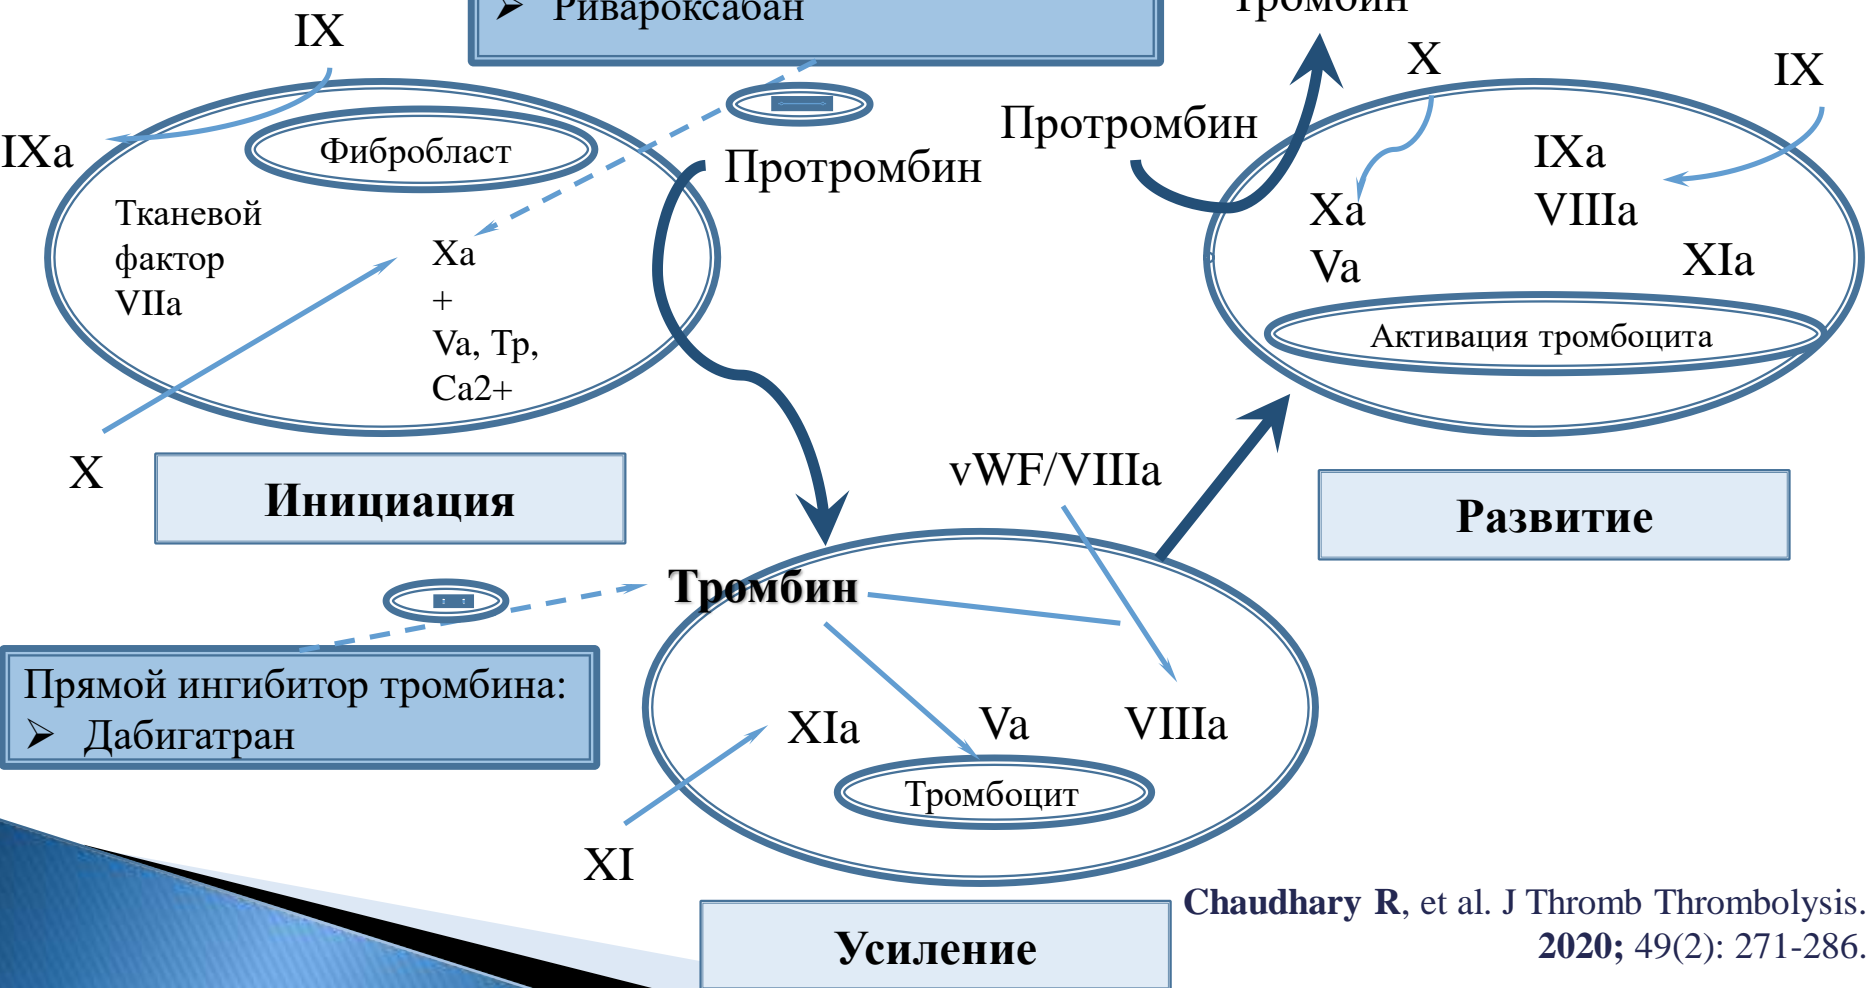 Ривароксабан
Тромбин
IX
X
IX
Протромбин
IXa
Фибробласт
Протромбин
IXa
Тканевой
фактор
VIIa
Xa
VIIIa
Xa
+
Va, Тр,
Ca2+
Va
XIa
Активация тромбоцита
X
Инициация
vWF/VIIIa
Развитие
Тромбин
Прямой ингибитор тромбина:
➢ Дабигатран
XIa
Va
VIIIa
Тромбоцит
XI
Chaudhary R, et al. J Thromb Thrombolysis.
2020; 49(2): 271-286.
Усиление